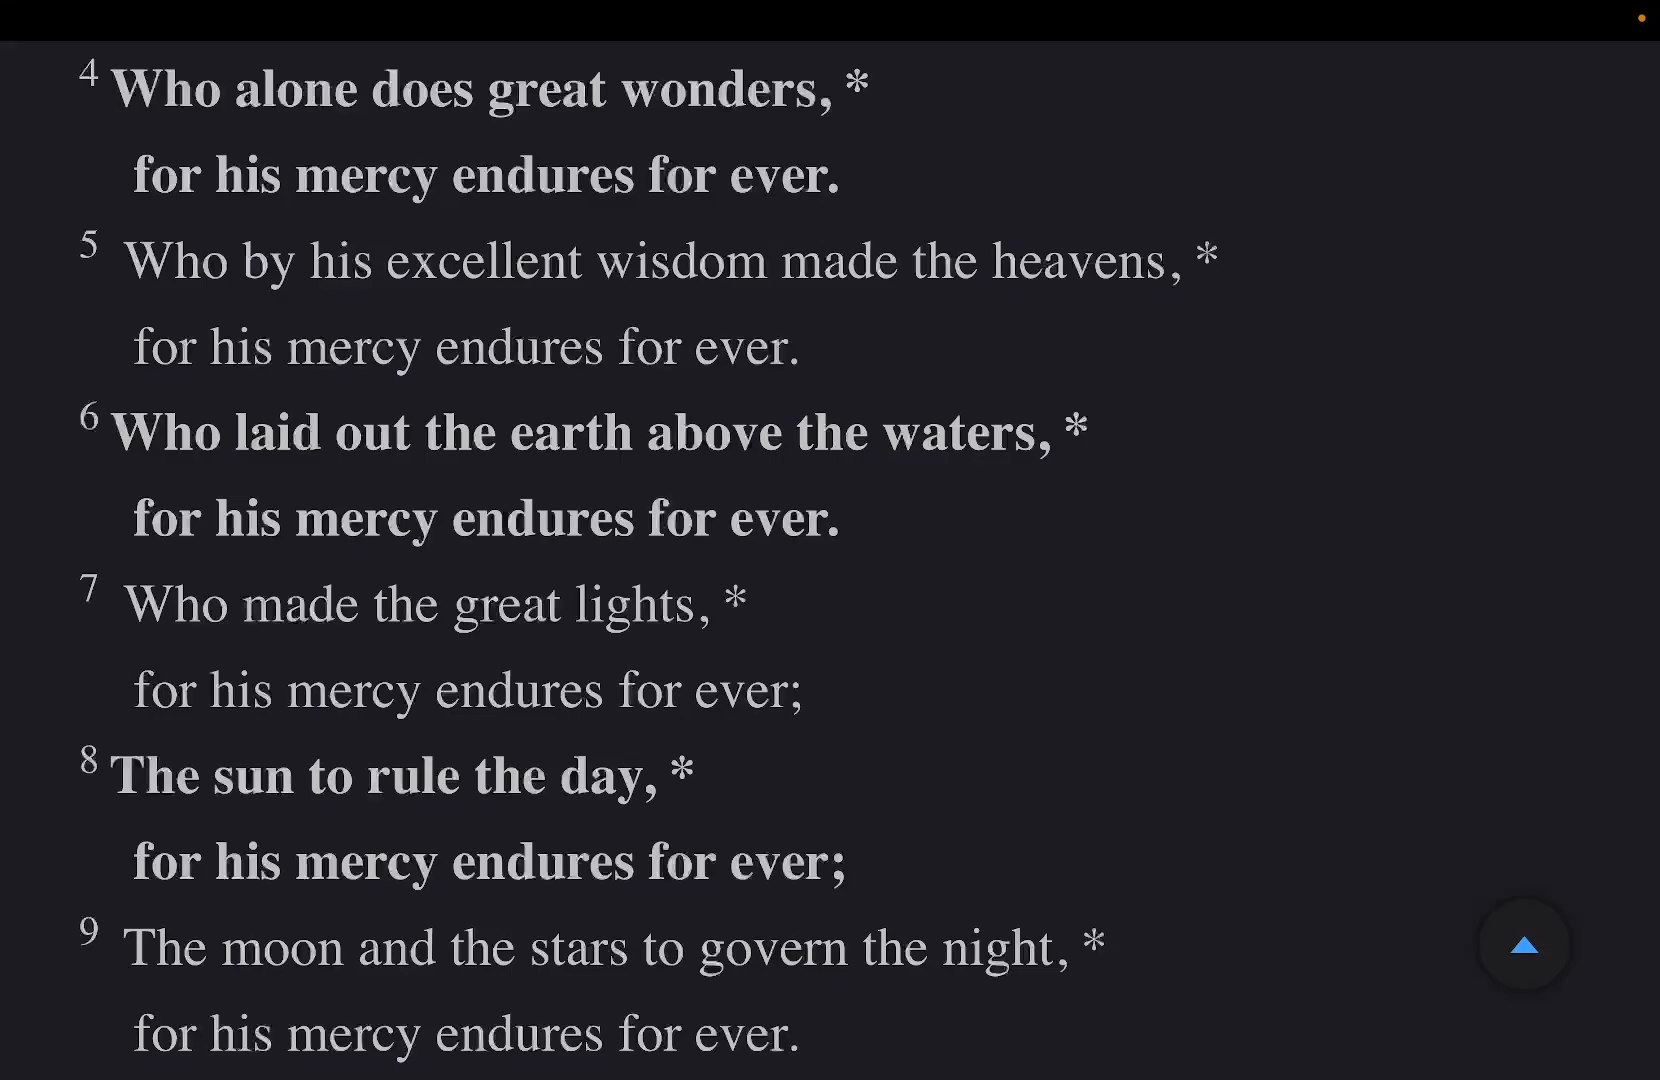 4 Who alone does great wonders, *
for his mercy endures for ever.
5 Who by his excellent wisdom made the heavens, *
for his mercy endures for ever.
6 Who laid out the earth above the waters, *
for his mercy endures for ever.
7 Who made the great lights, *
for his mercy endures for ever;
8 The sun to rule the day, *
for his mercy endures for ever;
9 The moon and the stars to govern the night, *
for his mercy endures for ever.